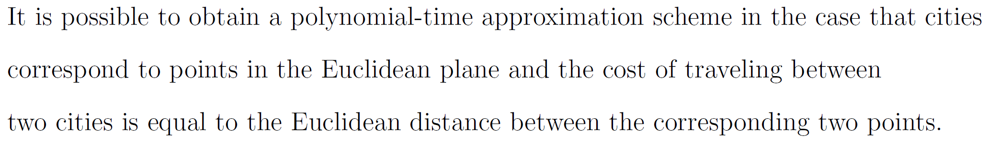 It is possible to obtain a polynomial-time approximation scheme in the case that cities
correspond to points in the Euclidean plane and the cost of traveling between
two cities is equal to the Euclidean distance between the corresponding two points.